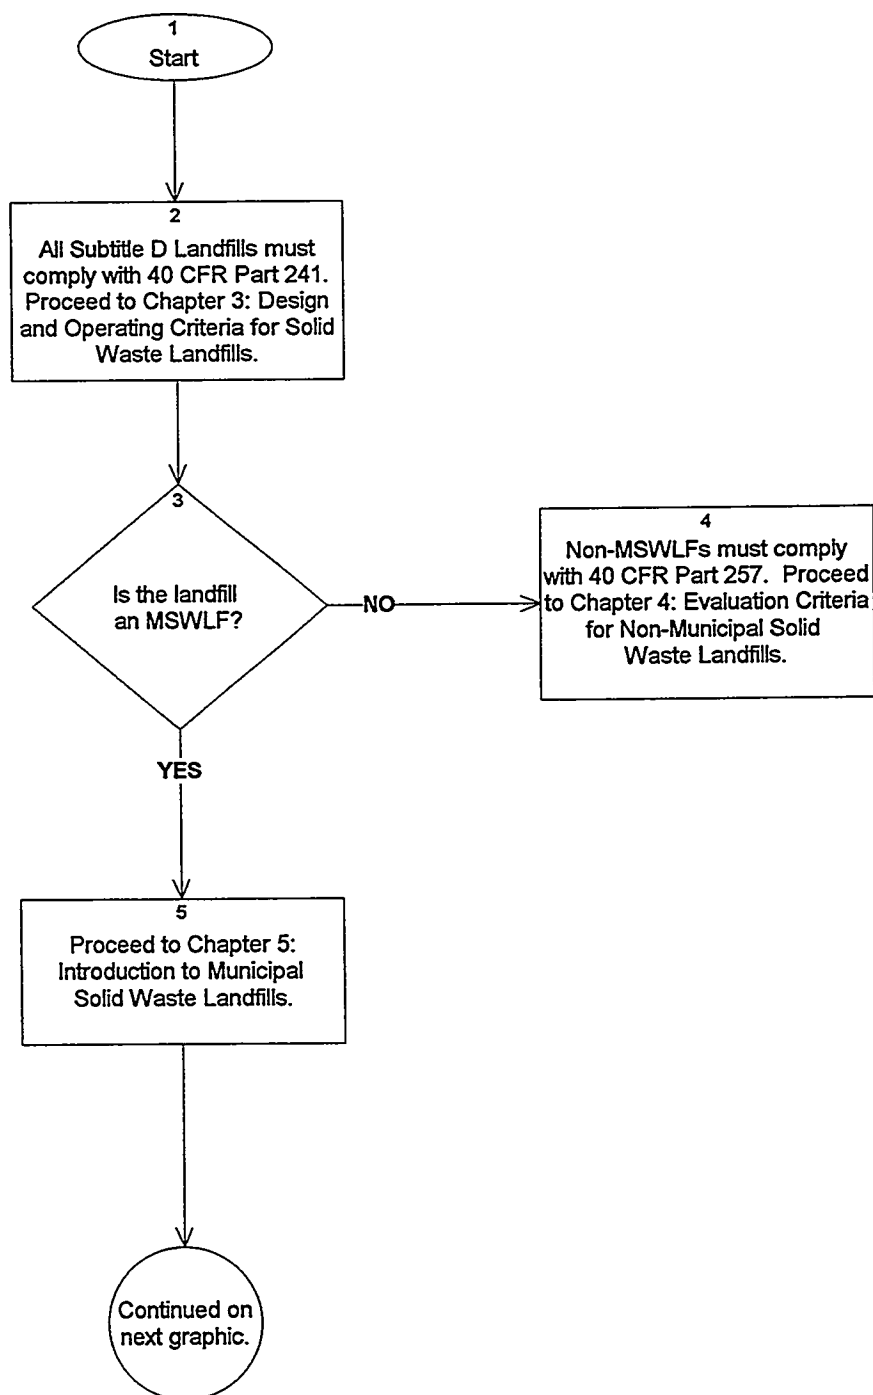 1
Start
2
All Subtitle D Landfills must
comply with 40 CFR Part 241.
Proceed to Chapter 3: Design
and Operating Criteria for Solid
Waste Landfills.
3
Is the landfill
an MSWLF?
NO
4
Non-MSWLFs must comply
with 40 CFR Part 257. Proceed
to Chapter 4: Evaluation Criteria
for Non-Municipal Solid
Waste Landfills.
YES
5
Proceed to Chapter 5:
Introduction to Municipal
Solid Waste Landfills.
Continued on
next graphic.